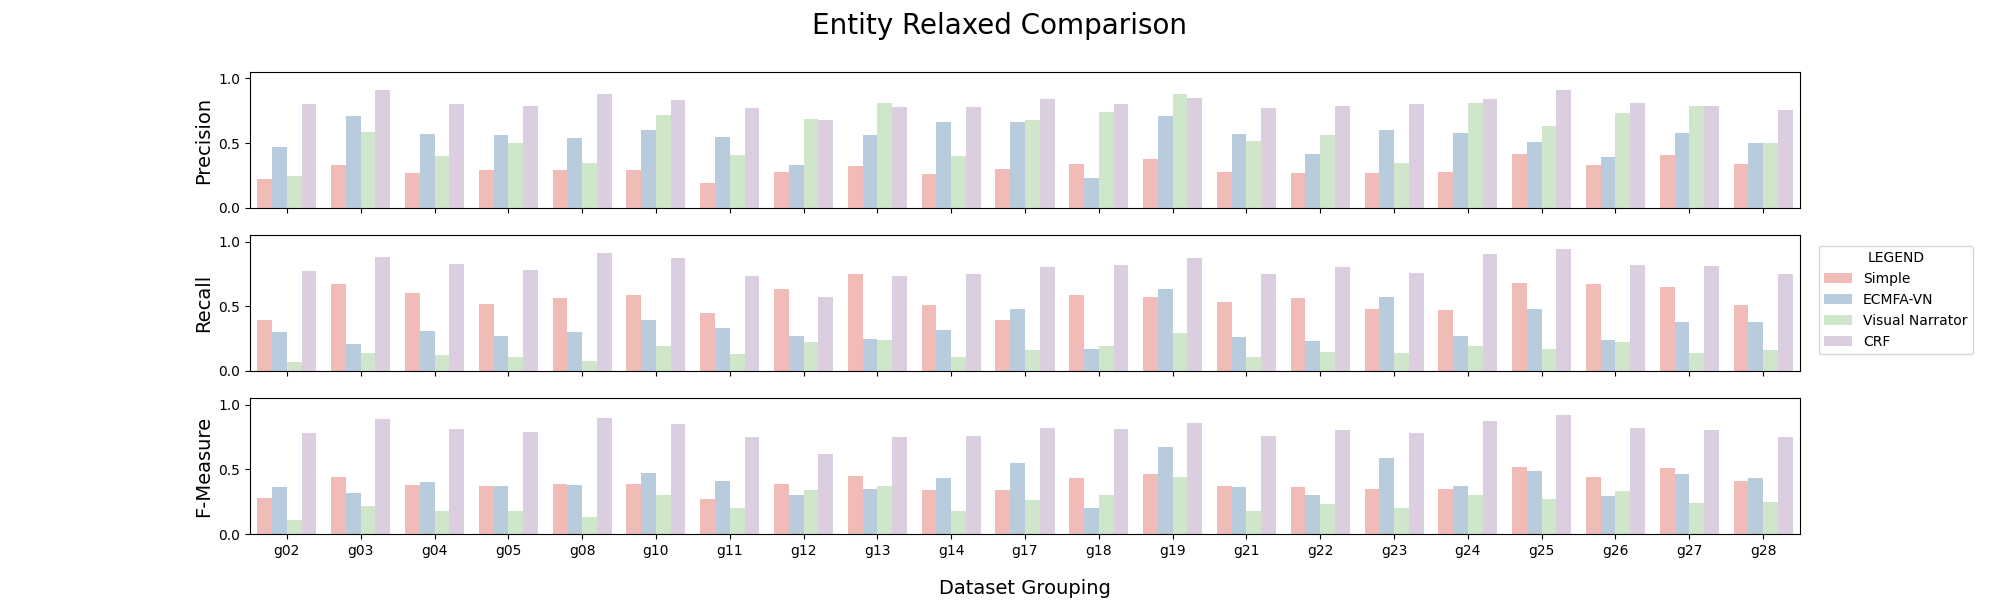 Entity Relaxed Comparison
Precision
1.0
0.5
0.0
Recall
1.0
0.5
0.0
LEGEND
Simple
ECMFA-VN
Visual Narrator
CRF
F-Measure
1.0
0.5
0.0
g02 g03 g04 g05 g08 g10 g11 g12 g13 g14 g17 g18 g19 g21 g22 g23 g24 g25 g26 g27 g28
Dataset Grouping